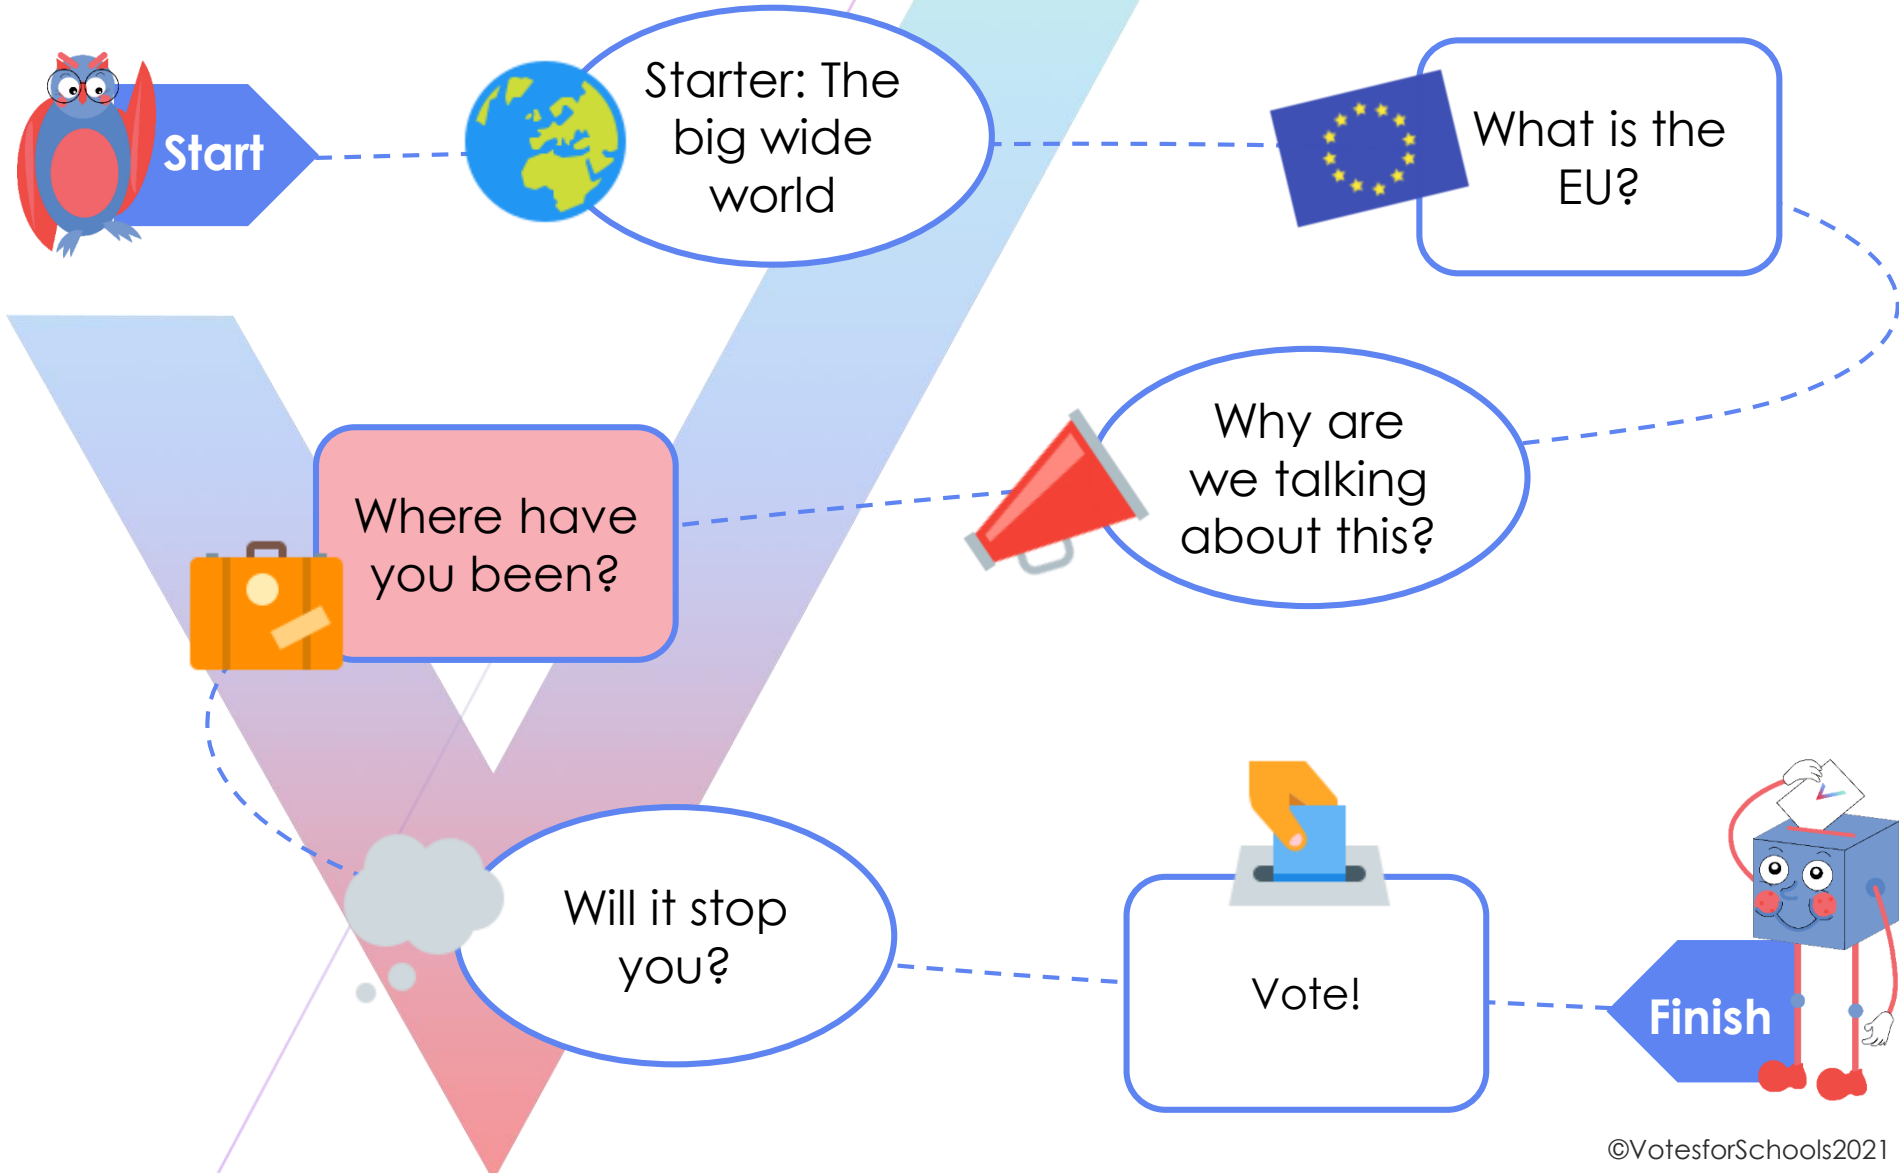 Start
Starter: The
big wide
world
What is the
EU?
Why are
we talking
about this?
Where have
you been?
Will it stop
you?
Vote!
Finish
©VotesforSchools2021